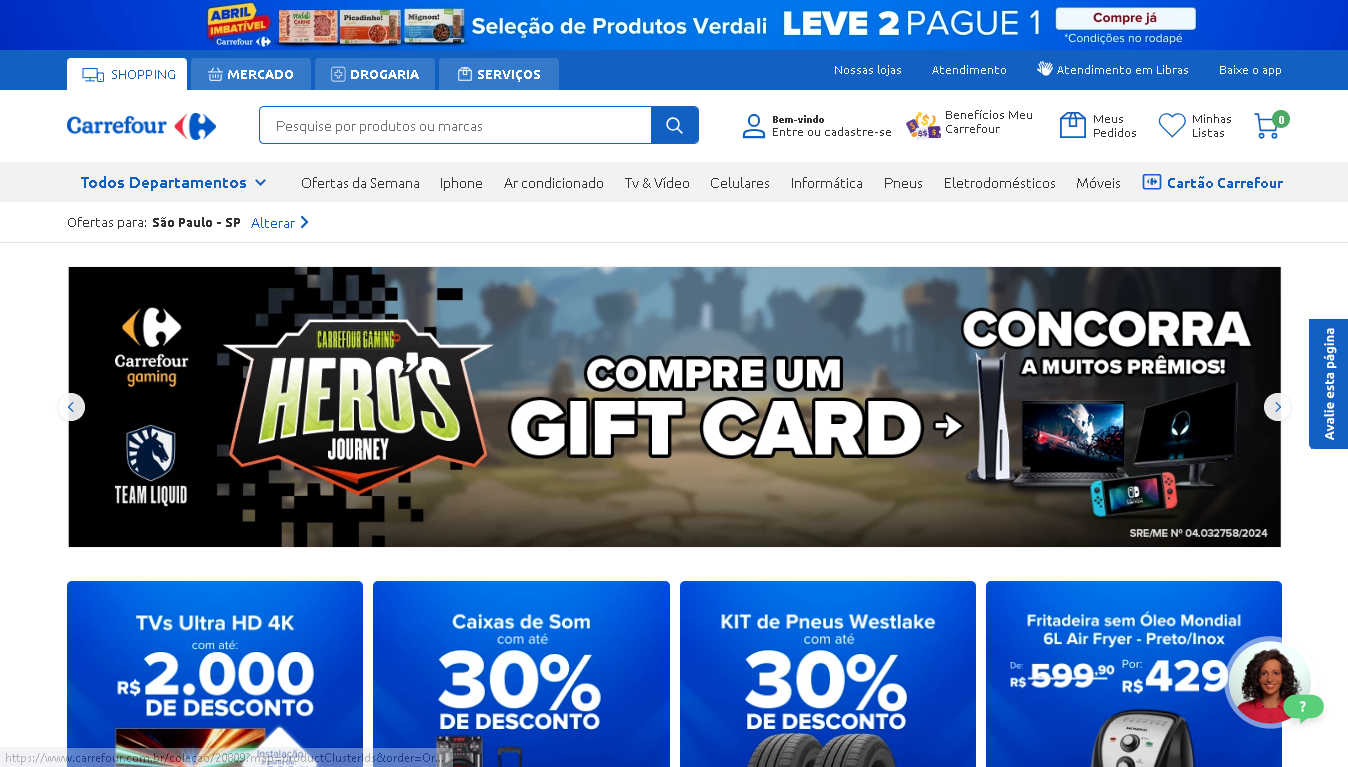 ABRIL
IMBATÍVEL
Carrefour
Picadinho!
Mignon!
Seleção de Produtos Verdali LEVE 2 PAGUE 1
Compre já
*Condições no rodapé
SHOPPING
MERCADO
DROGARIA
SERVIÇOS
Nossas lojas
Atendimento
Atendimento em Libras
Baixe o app
Carrefour
Pesquise por produtos ou marcas
Bem-vindo
Entre ou cadastre-se
Benefícios Meu
Carrefour
Meus
Pedidos
Minhas
Listas
0
Todos Departamentos
Ofertas da Semana
Iphone
Ar condicionado
Tv & Vídeo
Celulares
Informática
Pneus
Eletrodomésticos
Móveis
Cartão Carrefour
Ofertas para: São Paulo - SP Alterar
Carrefour
gaming
TEAM LIQUID
CARREFOUR GAMING
HERO'S
JOURNEY
COMPRE UM
GIFT CARD
CONCORRA
A MUITOS PRÊMIOS!
SRE/ME Nº 04.032758/2024
Avalie esta página
TVs Ultra HD 4K
com até:
R$ 2.000
DE DESCONTO
Instalação
Caixas de Som
com até
30%
DE DESCONTO
KIT de Pneus Westlake
com até
30%
DE DESCONTO
Fritadeira sem Óleo Mondial
6L Air Fryer - Preto/Inox
De:
R$ 599,90
Por:
R$ 429
MONDIAL
?
https://www.carrefour.com.br/colecao/20809?map=productClusterIds&order=Or...